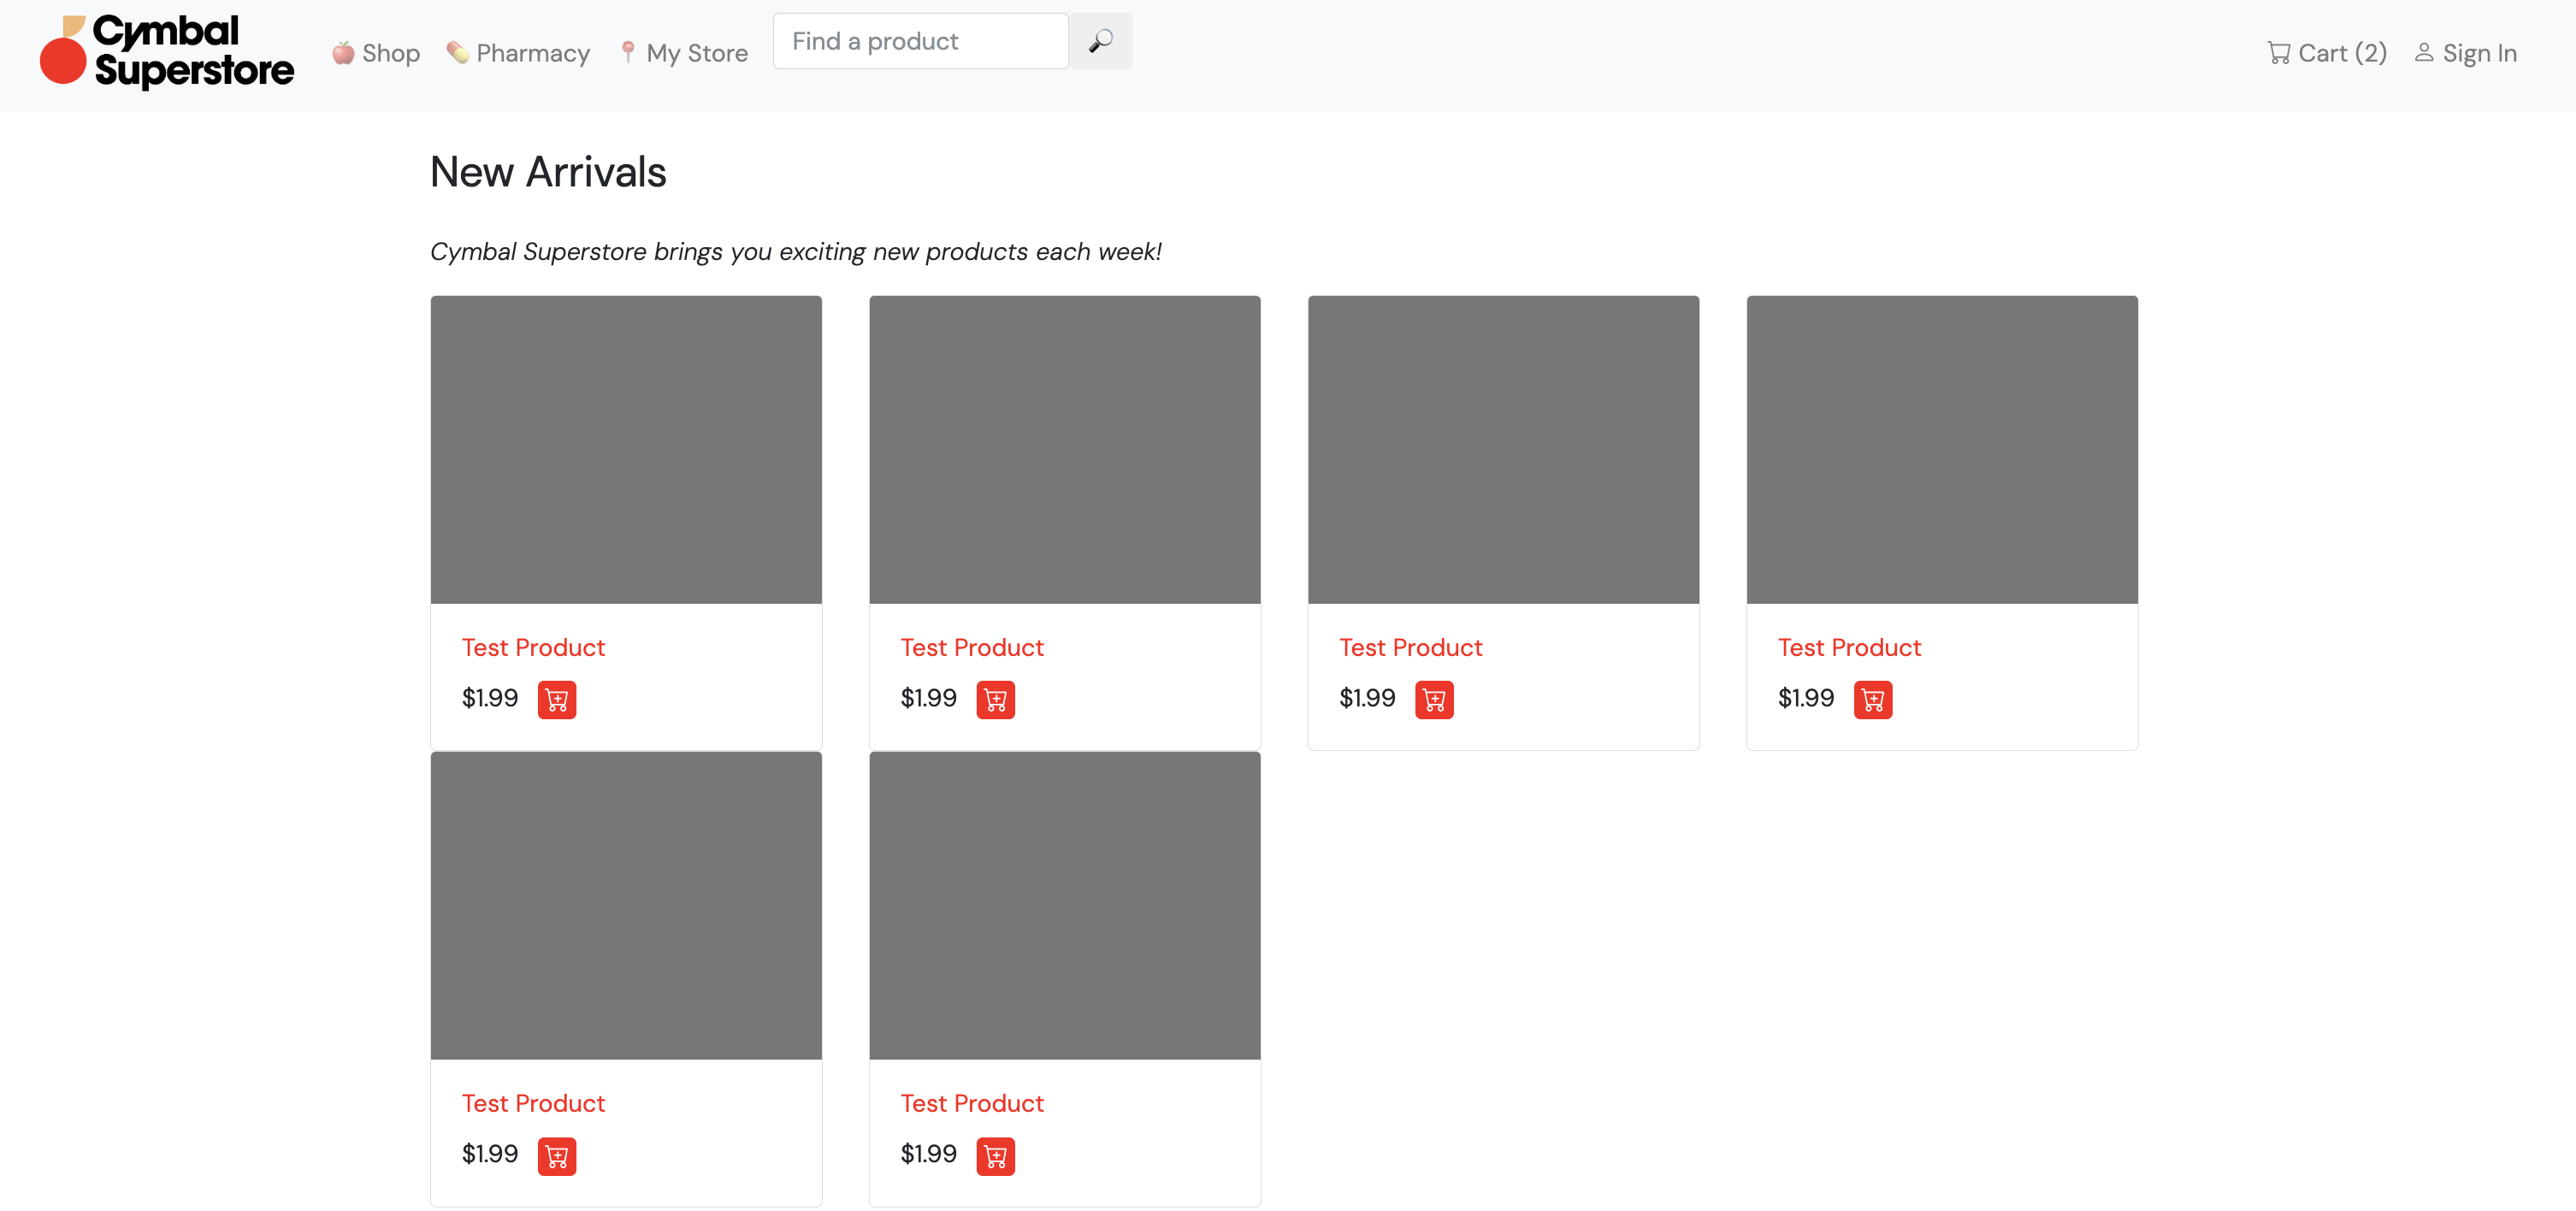 Cymbal
Superstore
Shop
Pharmacy
My Store
Find a product
Cart (2)
Sign In
New Arrivals
Cymbal Superstore brings you exciting new products each week!
Test Product
$1.99
Test Product
$1.99
Test Product
$1.99
Test Product
$1.99
Test Product
$1.99
Test Product
$1.99